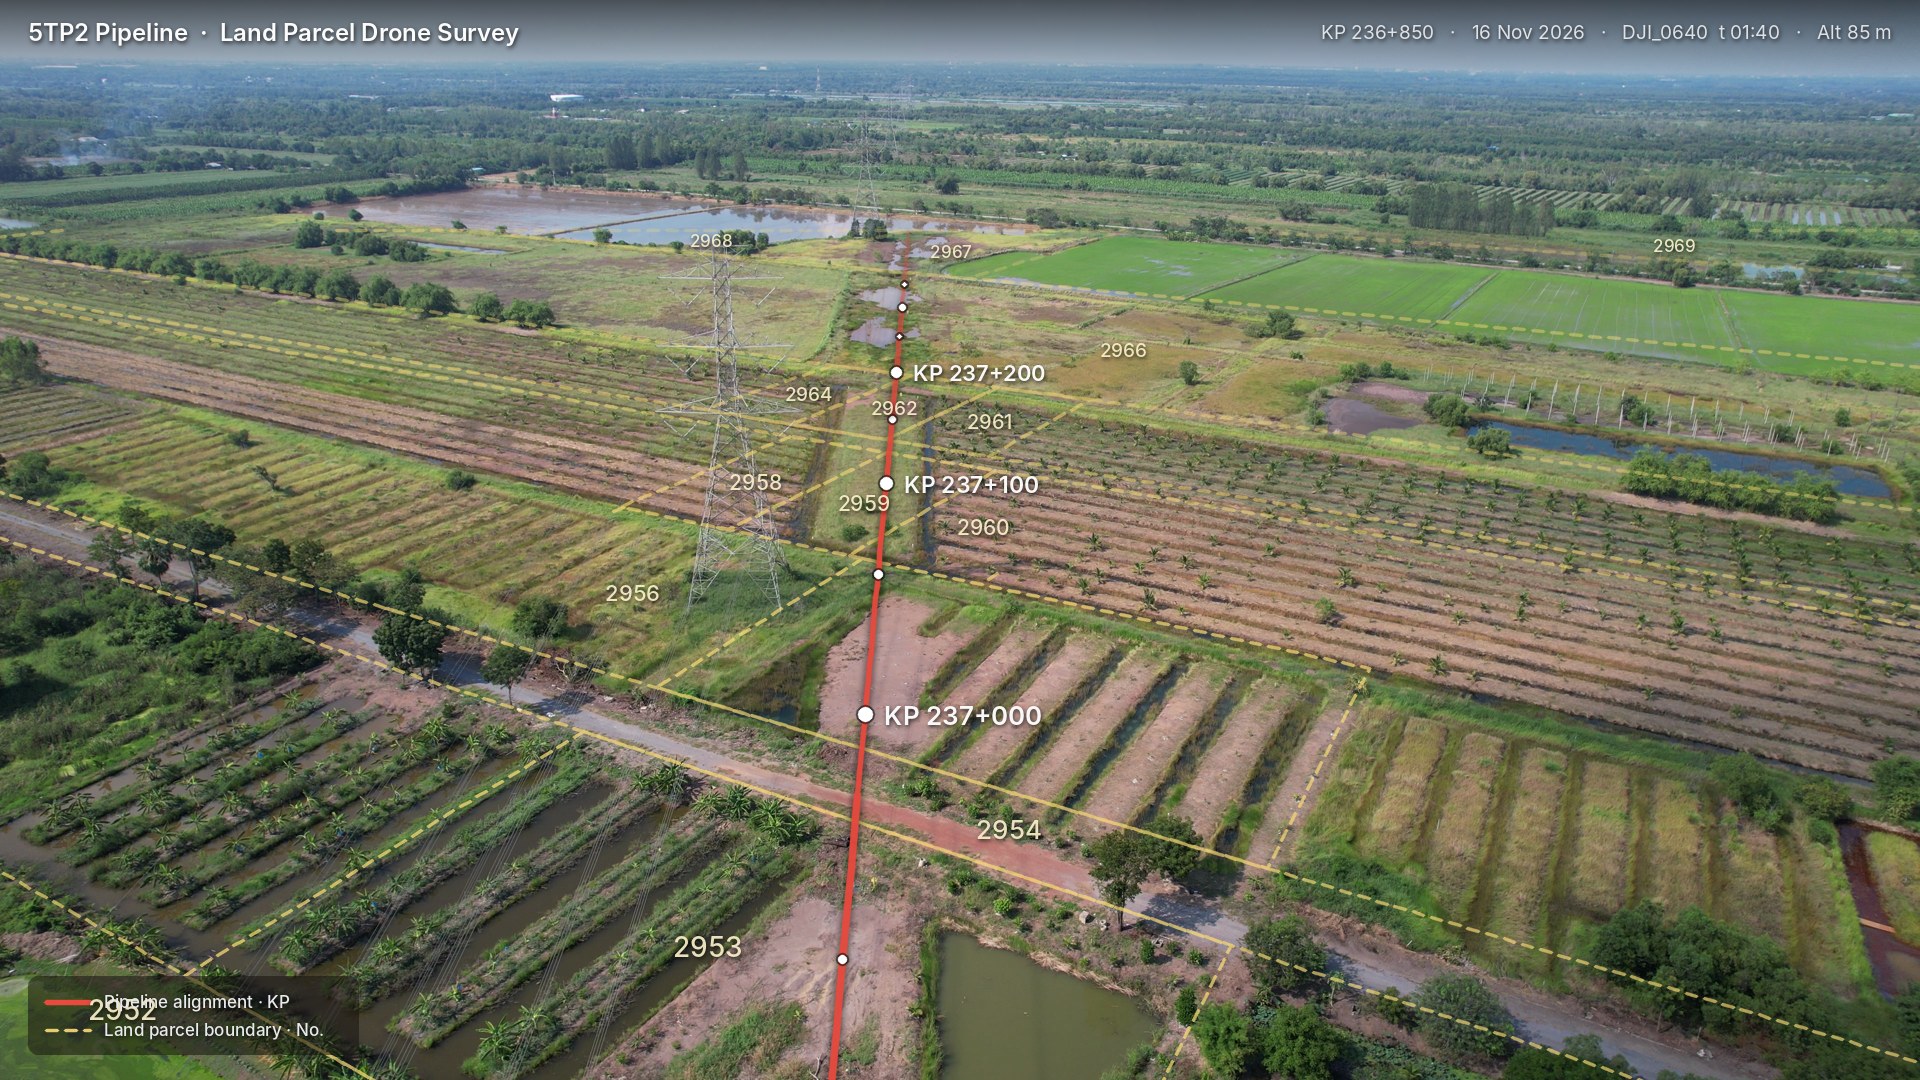 5TP2 Pipeline · Land Parcel Drone Survey
KP 236+850 · 16 Nov 2026 · DJI_0640 t 01:40 · Alt 85 m
2968
2967
2969
2966
KP 237+200
2964
2962
2961
2958
KP 237+100
2959
2960
2956
KP 237+000
2954
2953
2952
Pipeline alignment · KP
Land parcel boundary · No.